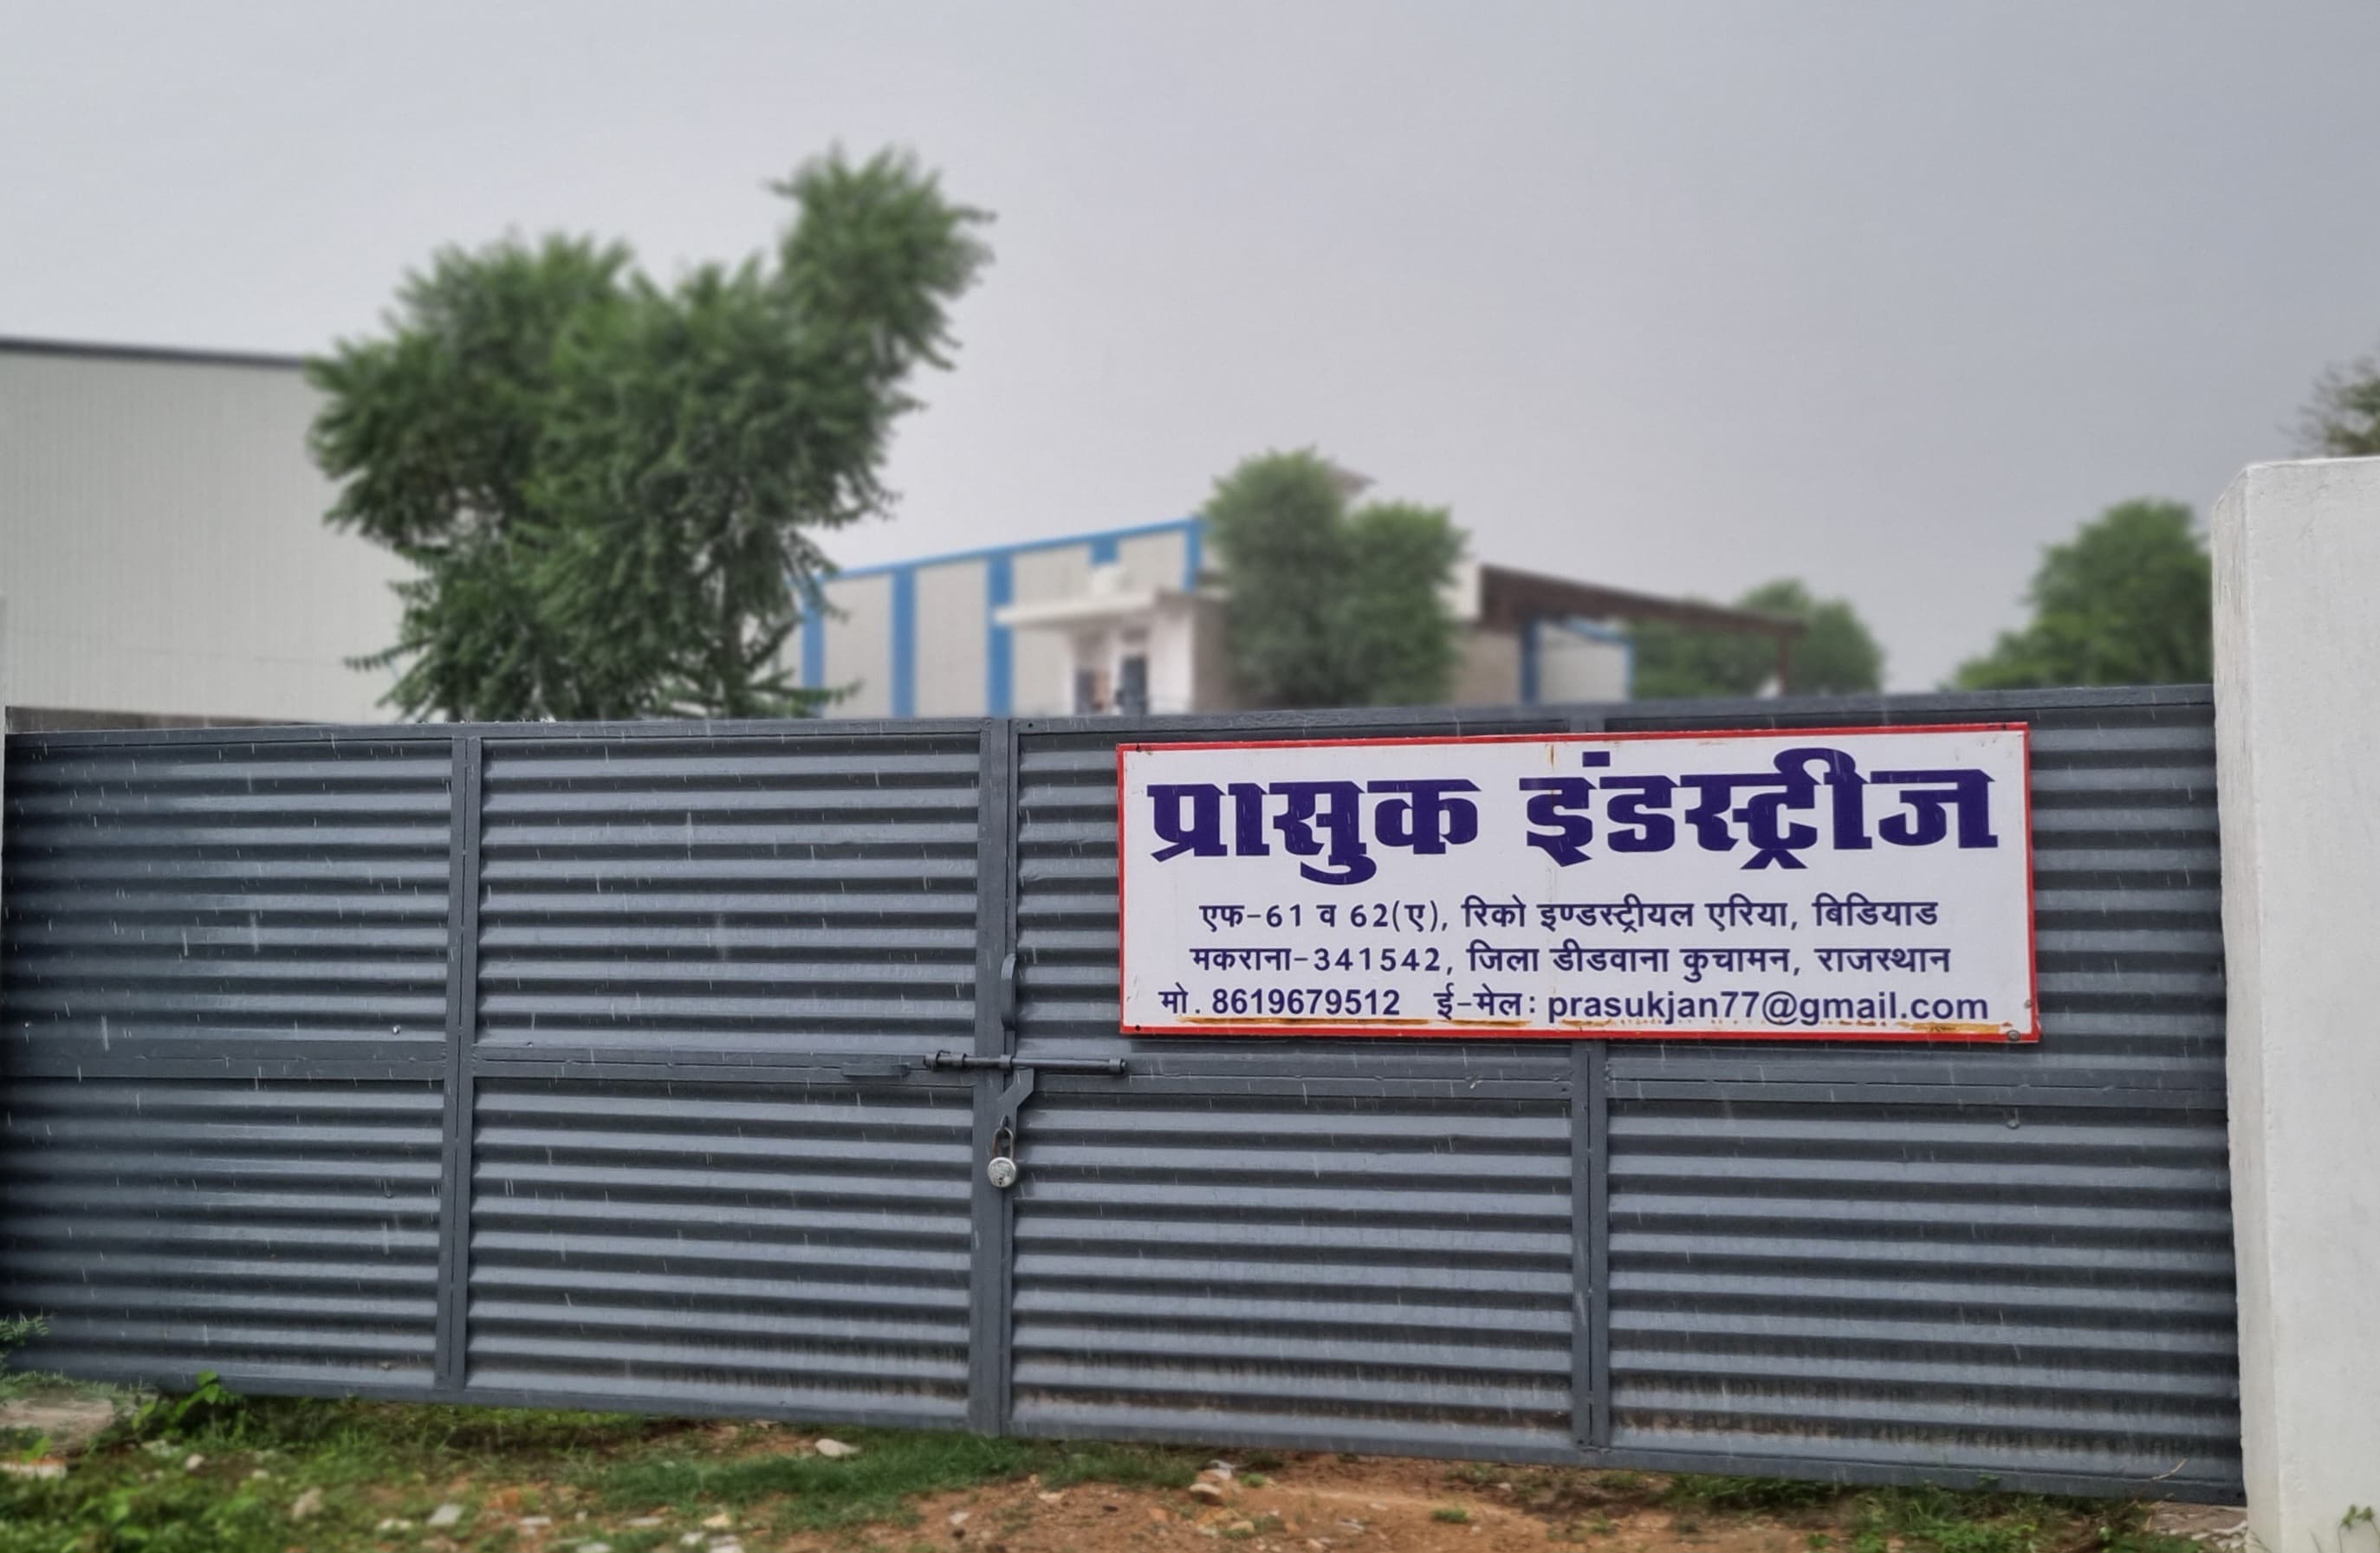 प्रासुक इंडस्ट्रीज
एफ-61 व 62(ए), रिको इण्डस्ट्रीयल एरिया, बिडियाड
मकराना-341542, जिला डीडवाना कुचामन, राजस्थान
मो. 8619679512 ई-मेल: prasukjan77@gmail.com